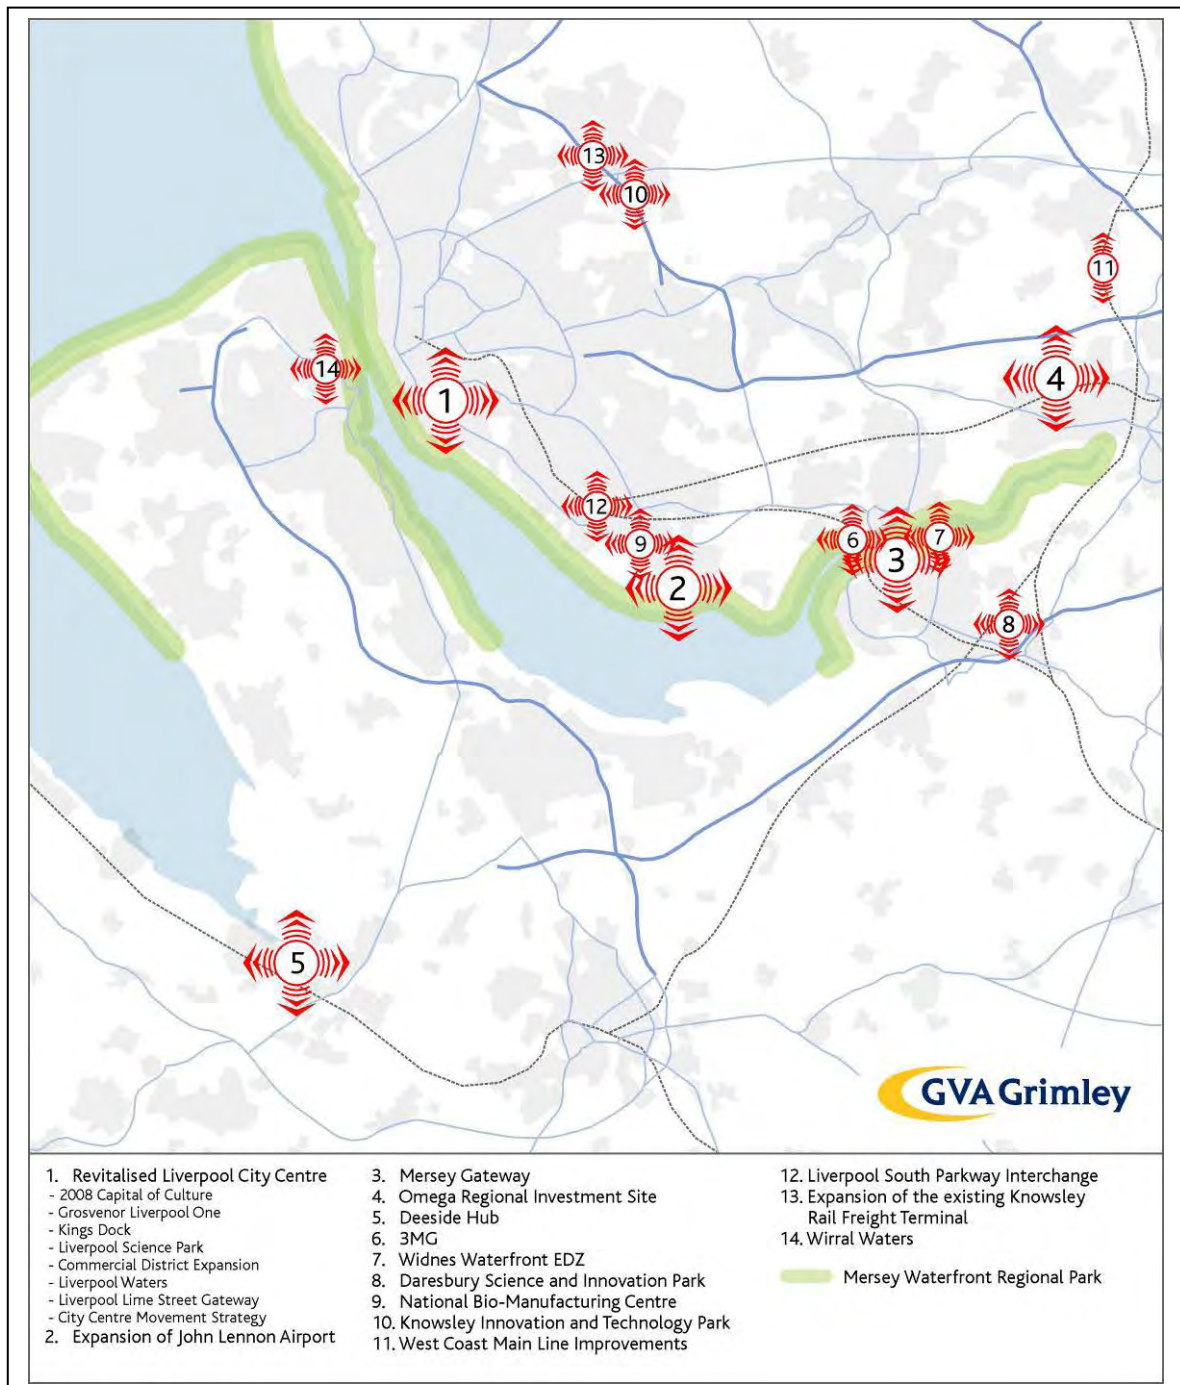 13
10
11
14
1
4
12
9
6
7
3
2
8
5
GVA Grimley
1. Revitalised Liverpool City Centre
- 2008 Capital of Culture
- Grosvenor Liverpool One
- Kings Dock
- Liverpool Science Park
- Commercial District Expansion
- Liverpool Waters
- Liverpool Lime Street Gateway
- City Centre Movement Strategy
2. Expansion of John Lennon Airport
3. Mersey Gateway
4. Omega Regional Investment Site
5. Deeside Hub
6. 3MG
7. Widnes Waterfront EDZ
8. Daresbury Science and Innovation Park
9. National Bio-Manufacturing Centre
10. Knowsley Innovation and Technology Park
11. West Coast Main Line Improvements
12. Liverpool South Parkway Interchange
13. Expansion of the existing Knowsley
Rail Freight Terminal
14. Wirral Waters
Mersey Waterfront Regional Park